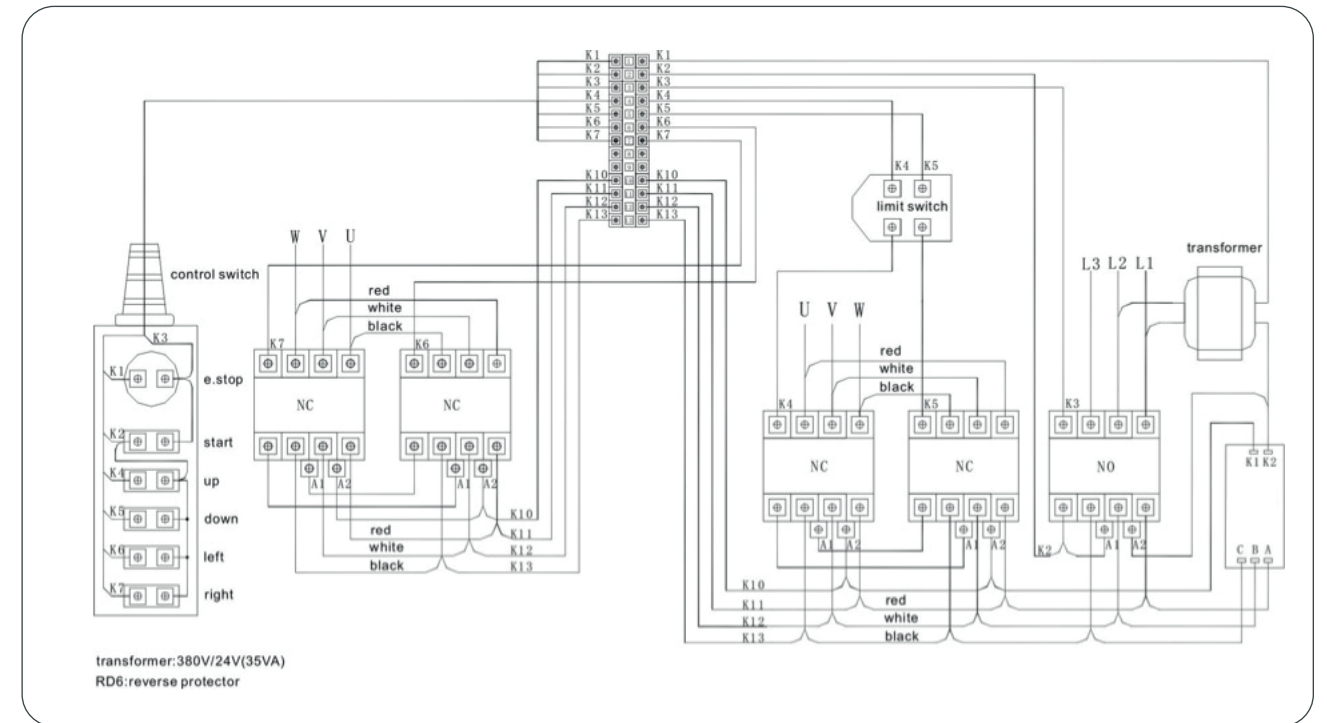 K1 K1
K2 K2
K3 K3
K4 K4
K5 K5
K6 K6
K7 K7
K10 K10
K11 K11
K12 K12
K13 K13
K4 K5
limit switch
W V U
control switch
transformer
L3 L2 L1
red
white
black
U V W
K3
K7 K6
K1
e.stop
NC NC
red
white
black
K4 K5 K3
K2
start
K4
up
A1 A2 A1 A2
NC NC NO
K1 K2
K5
down
K10
red
K11
white
K12
black
K13
K6
left
A1 A2 A1 A2 K2 A1 A2
C B A
K7
right
K10
K11
red
K12
white
K13
black
transformer:380V/24V(35VA)
RD6:reverse protector